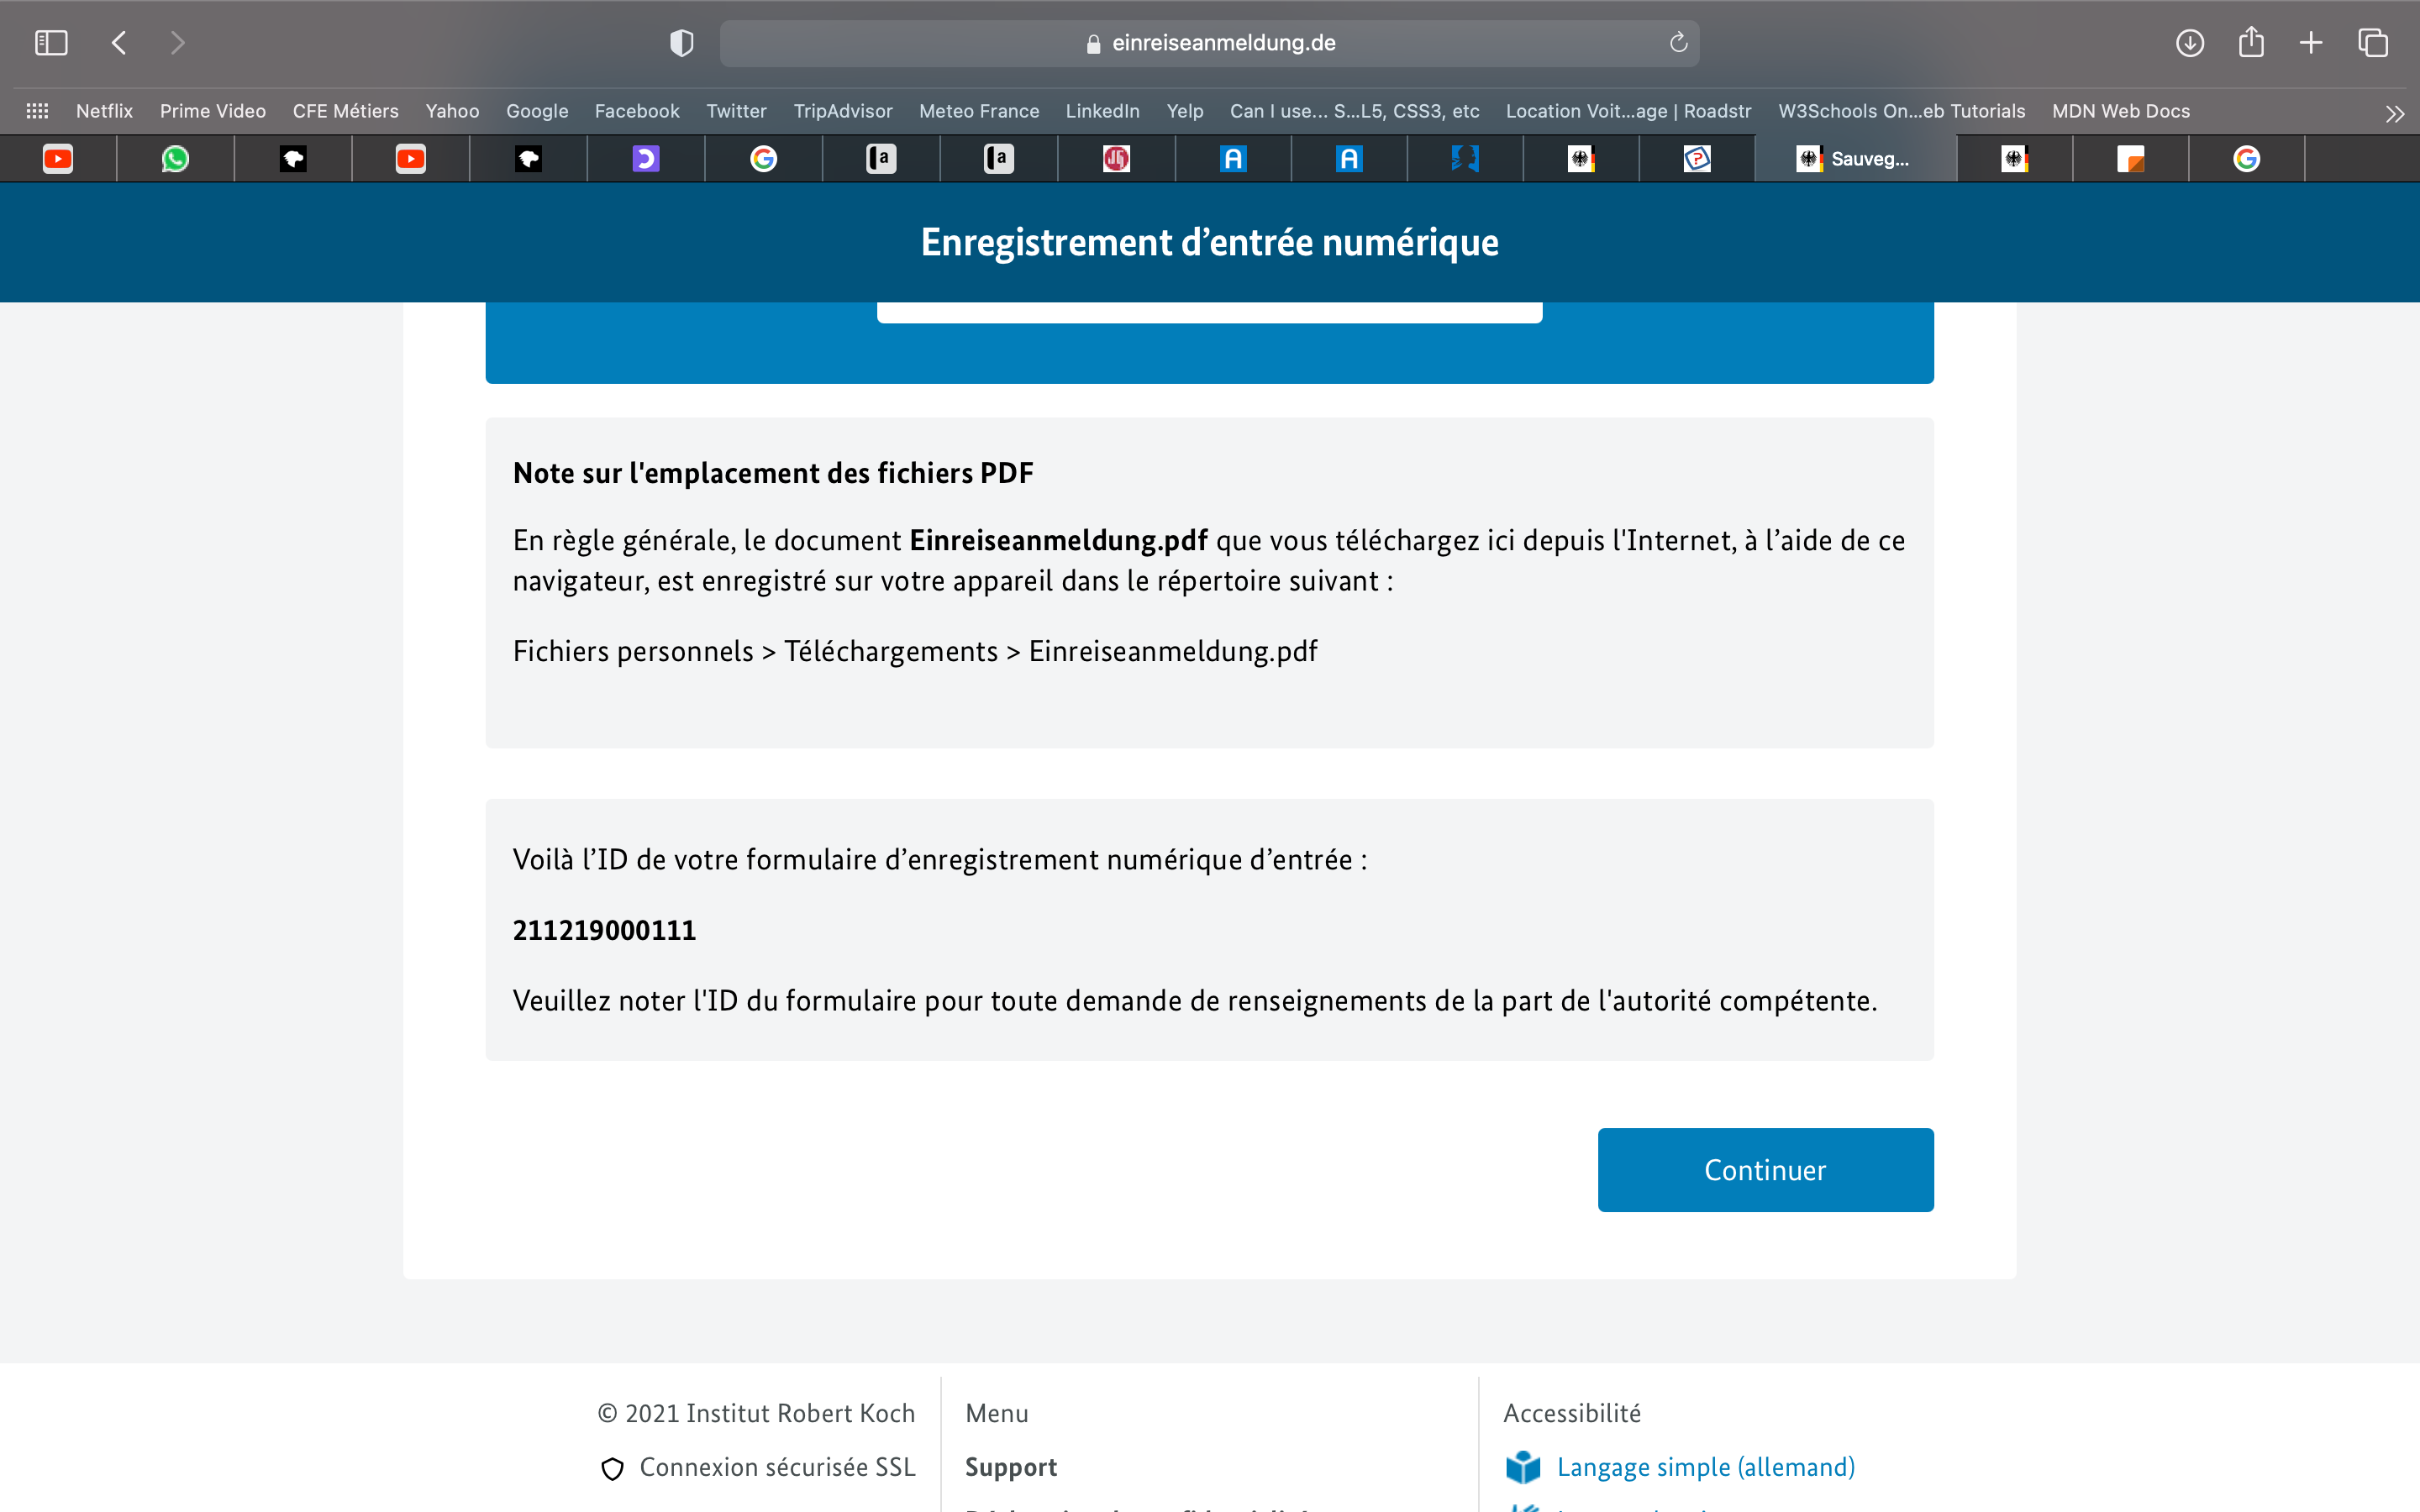 einreiseanmeldung.de
Netflix Prime Video CFE Métiers Yahoo Google Facebook Twitter TripAdvisor Meteo France LinkedIn Yelp Can I use... S...L5, CSS3, etc Location Voit...age | Roadstr W3Schools On...eb Tutorials MDN Web Docs
Sauveg...
Enregistrement d’entrée numérique
Note sur l'emplacement des fichiers PDF
En règle générale, le document Einreiseanmeldung.pdf que vous téléchargez ici depuis l'Internet, à l’aide de ce
navigateur, est enregistré sur votre appareil dans le répertoire suivant :
Fichiers personnels > Téléchargements > Einreiseanmeldung.pdf
Voilà l’ID de votre formulaire d’enregistrement numérique d’entrée :
211219000111
Veuillez noter l'ID du formulaire pour toute demande de renseignements de la part de l'autorité compétente.
Continuer
© 2021 Institut Robert Koch
Connexion sécurisée SSL
Menu
Support
Accessibilité
Langage simple (allemand)